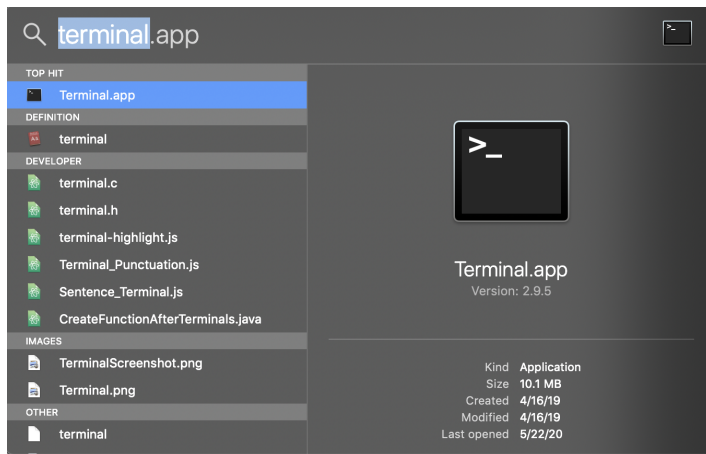 terminal.app
TOP HIT
Terminal.app
DEFINITION
terminal
DEVELOPER
terminal.c
terminal.h
terminal-highlight.js
Terminal_Punctuation.js
Sentence_Terminal.js
CreateFunctionAfterTerminals.java
IMAGES
TerminalScreenshot.png
Terminal.png
OTHER
terminal
>_
>_
Terminal.app
Version: 2.9.5
Kind Application
Size 10.1 MB
Created 4/16/19
Modified 4/16/19
Last opened 5/22/20